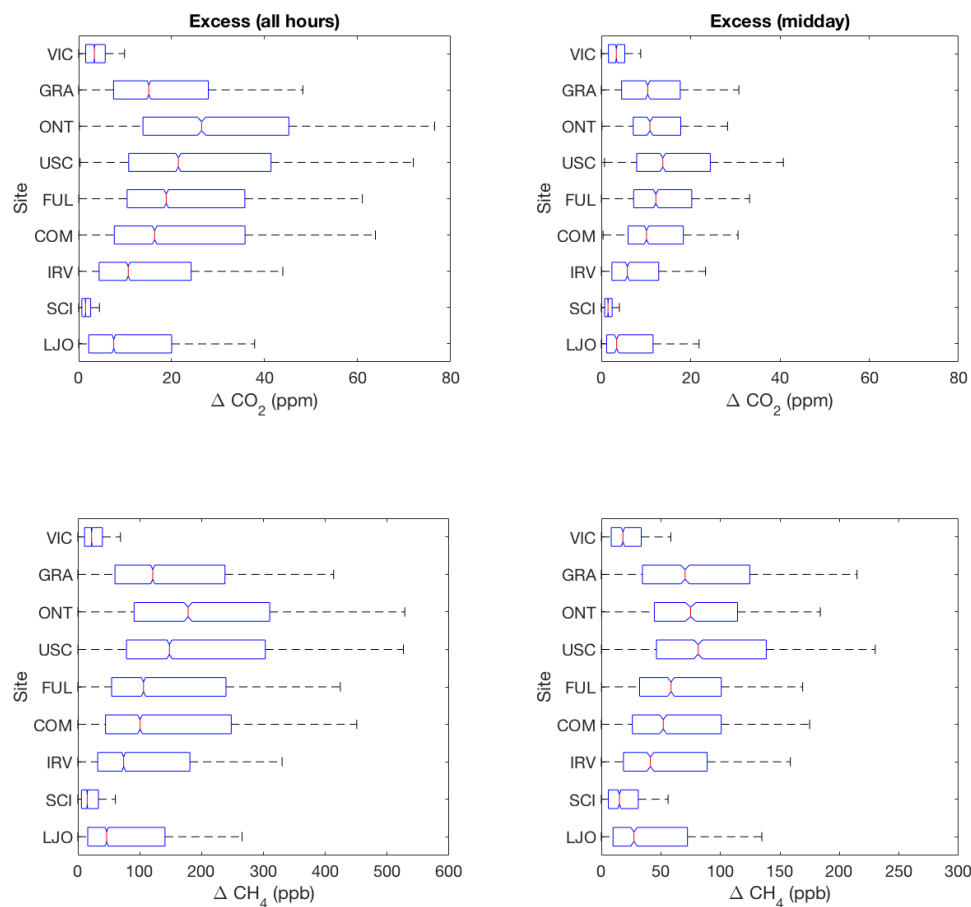 Excess (all hours)
VIC
GRA
ONT
USC
FUL
COM
IRV
SCI
LJO
Site
0 20 40 60 80
Δ CO₂ (ppm)
Excess (midday)
VIC
GRA
ONT
USC
FUL
COM
IRV
SCI
LJO
Site
0 20 40 60 80
Δ CO₂ (ppm)
VIC
GRA
ONT
USC
FUL
COM
IRV
SCI
LJO
Site
0 100 200 300 400 500 600
Δ CH₄ (ppb)
VIC
GRA
ONT
USC
FUL
COM
IRV
SCI
LJO
Site
0 50 100 150 200 250 300
Δ CH₄ (ppb)